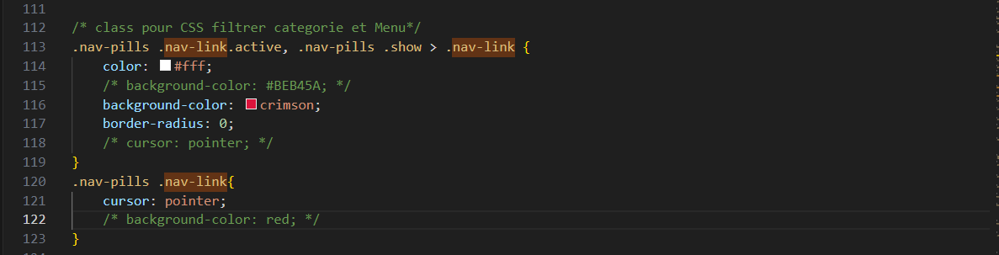 111
112 /* class pour CSS filtrer categorie et Menu*/
113 .nav-pills .nav-link.active, .nav-pills .show > .nav-link {
114 color: #fff;
115 /* background-color: #BEB45A; */
116 background-color: crimson;
117 border-radius: 0;
118 /* cursor: pointer; */
119 }
120 .nav-pills .nav-link{
121 cursor: pointer;
122 /* background-color: red; */
123 }